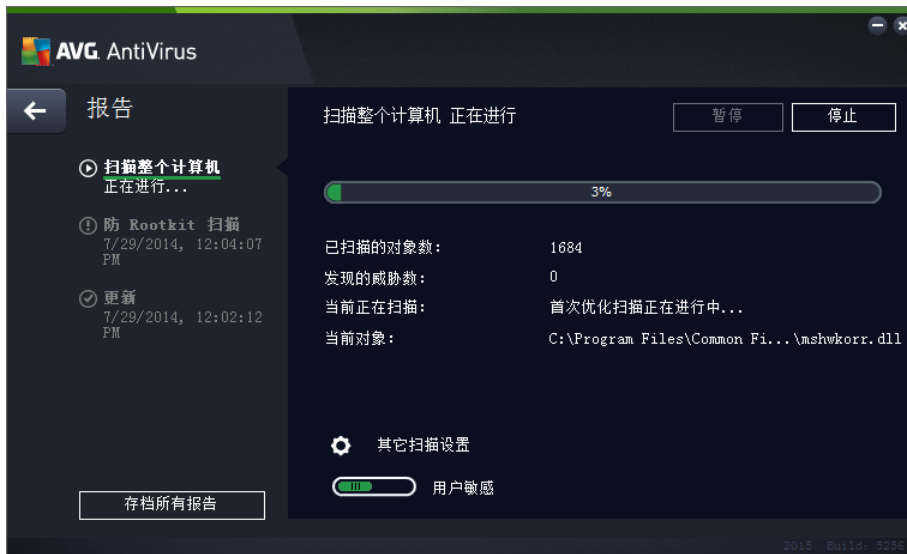 AVG AntiVirus
报告
扫描整个计算机
正在进行...
防 Rootkit 扫描
7/29/2014, 12:04:07
PM
更新
7/29/2014, 12:02:12
PM
存档所有报告
扫描整个计算机 正在进行
暂停
停止
3%
已扫描的对象数: 1684
发现的威胁数: 0
当前正在扫描: 首次优化扫描正在进行中...
当前对象: C:\Program Files\Common Fi...\mshwkorr.dll
其它扫描设置
用户敏感
2015 Build: 5256